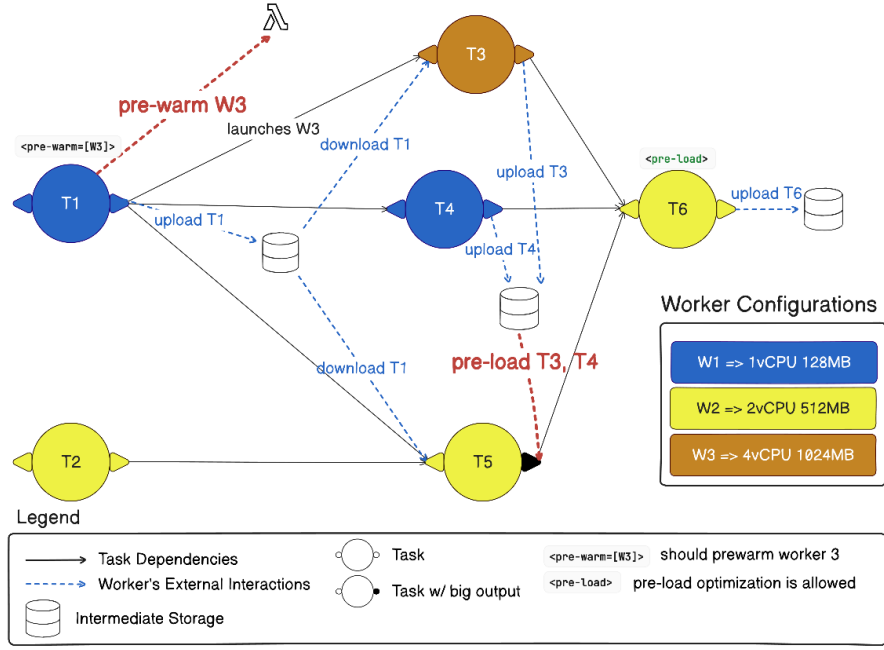 T3
pre-warm W3
launches W3
download T1
<pre-warm=[W3]>
upload T3
<pre-load>
T1
upload T1
T4
T6
upload T6
upload T4
Worker Configurations
W1 => 1vCPU 128MB
pre-load T3, T4
download T1
W2 => 2vCPU 512MB
W3 => 4vCPU 1024MB
T2
T5
Legend
Task Dependencies
Task
<pre-warm=[W3]> should prewarm worker 3
Worker's External Interactions
Task w/ big output
<pre-load> pre-load optimization is allowed
Intermediate Storage